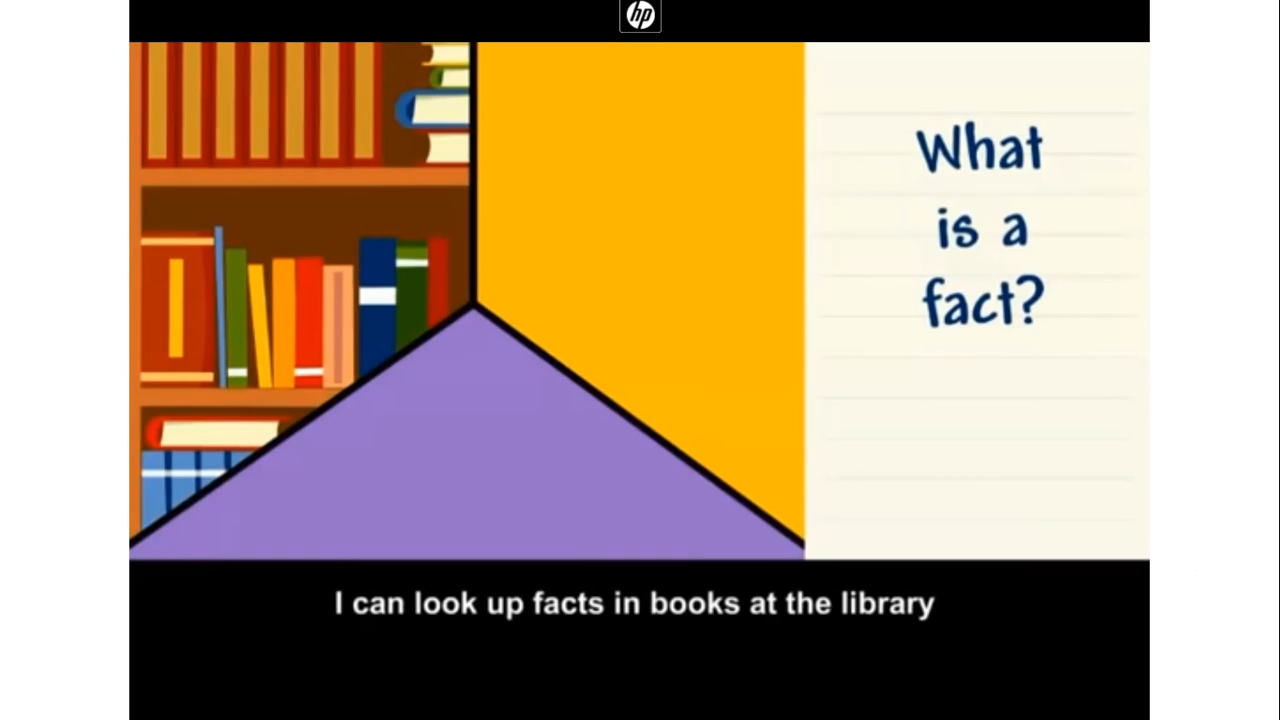 hp
What
is a
fact?
I can look up facts in books at the library